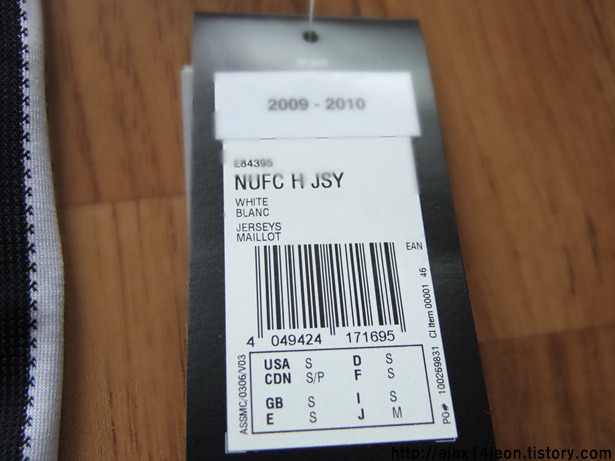 2009 - 2010
E84395
NUFC H JSY
WHITE
BLANC
JERSEYS
MAILLOT
EAN
4 049424 171695
USA S D S
CDN S/P F S
GB S I S
E S J M
ASSMC/0306/V03
PO# 100269831 CI Item 00001 46
http://ajax14jeon.tistory.com